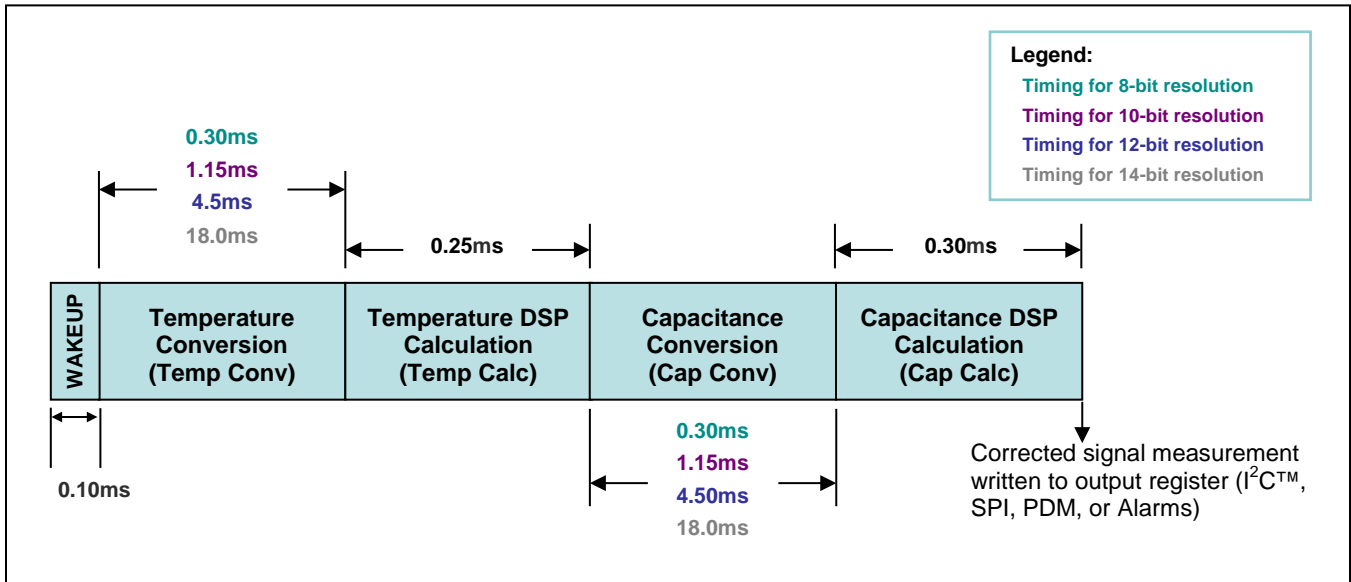 Legend:
Timing for 8-bit resolution
Timing for 10-bit resolution
Timing for 12-bit resolution
Timing for 14-bit resolution
0.30ms
1.15ms
4.5ms
18.0ms
0.25ms
0.30ms
WAKEUP
Temperature
Conversion
(Temp Conv)
Temperature DSP
Calculation
(Temp Calc)
Capacitance
Conversion
(Cap Conv)
Capacitance DSP
Calculation
(Cap Calc)
0.10ms
0.30ms
1.15ms
4.50ms
18.0ms
Corrected signal measurement
written to output register (I²C™,
SPI, PDM, or Alarms)